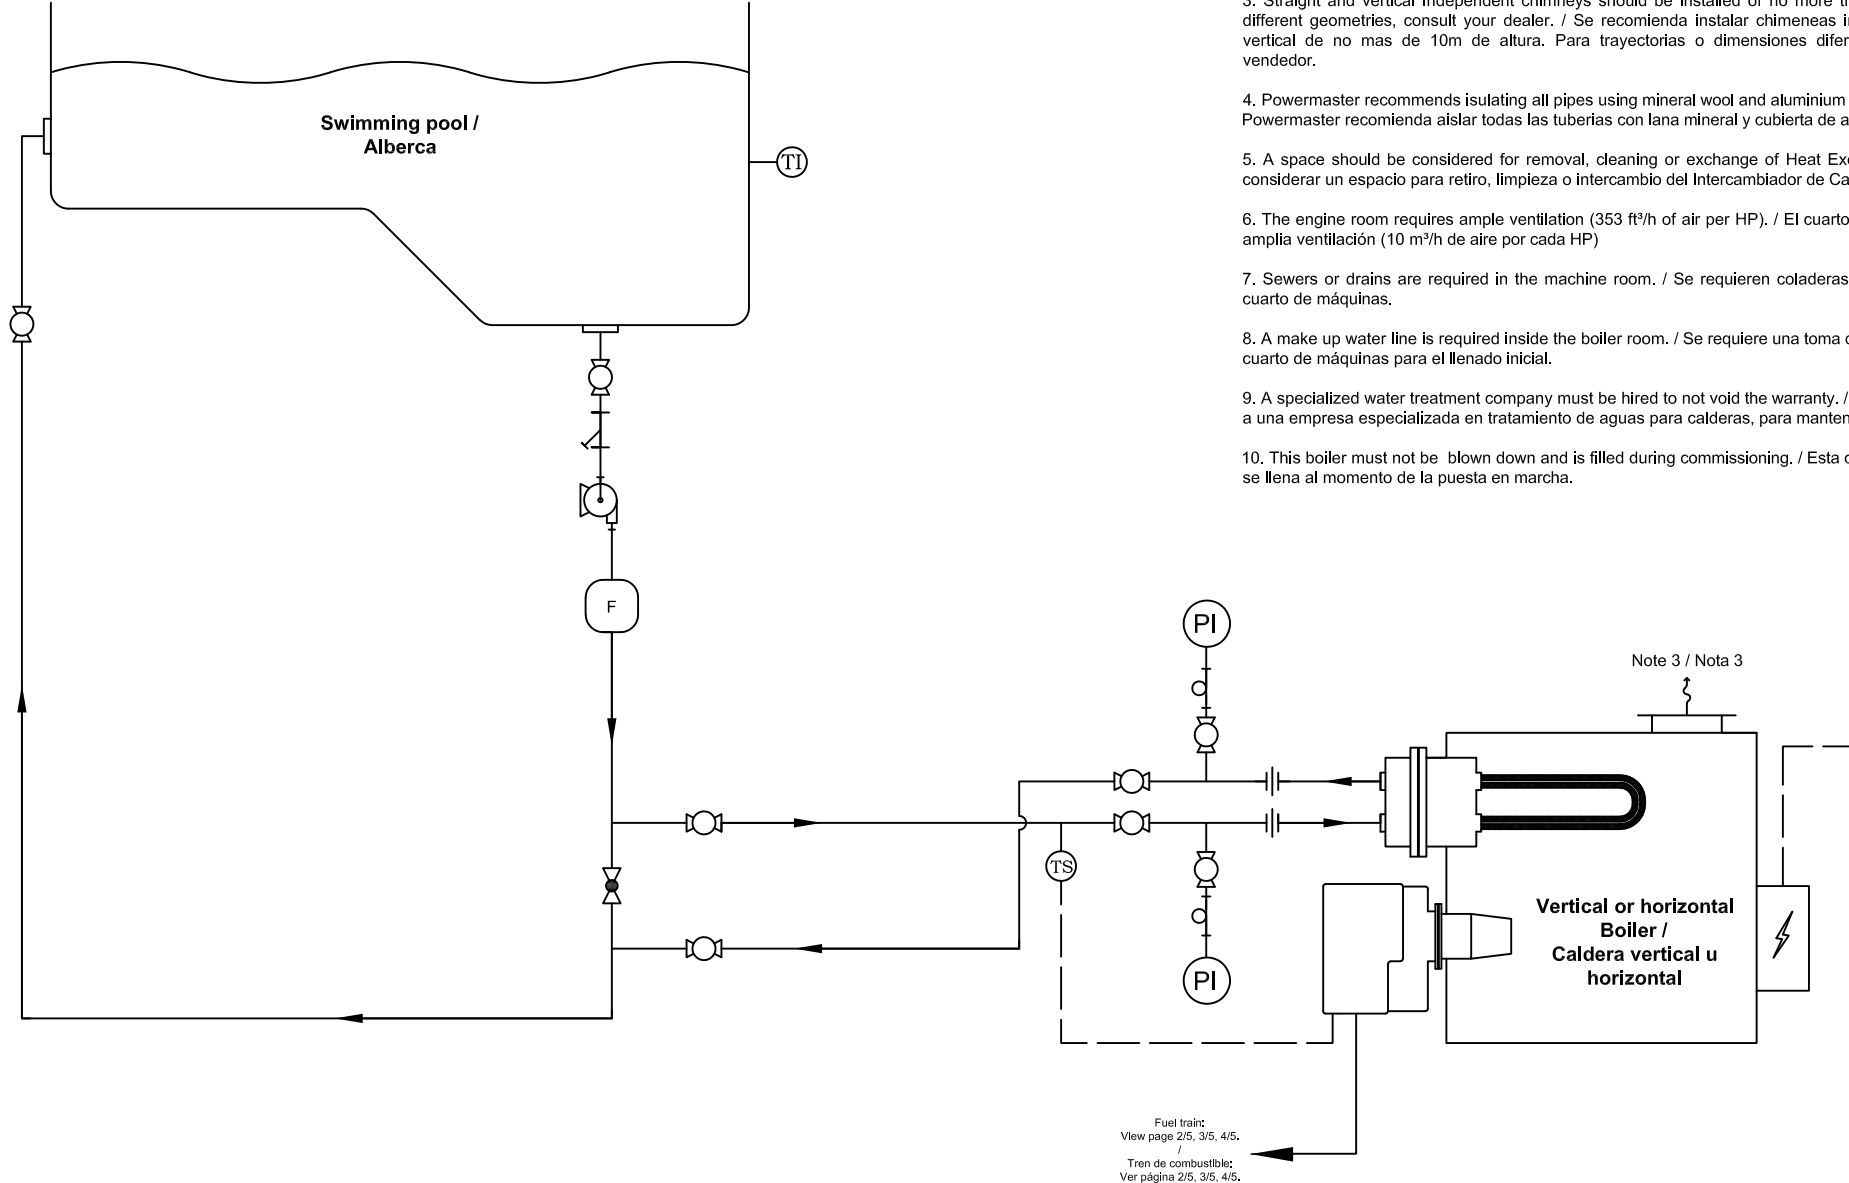 3. Straight and vertical independent chimneys should be installed of no more
different geometries, consult your dealer. / Se recomienda instalar chimeneas
vertical de no mas de 10m de altura. Para trayectorias o dimensiones
vendedor.
4. Powermaster recommends isulating all pipes using mineral wool and aluminium
Powermaster recomienda aislar todas las tuberias con lana mineral y cubierta de
5. A space should be considered for removal, cleaning or exchange of Heat
considerar un espacio para retiro, limpieza o intercambio del Intercambiador de
6. The engine room requires ample ventilation (353 ft³/h of air per HP). / El cuarto
amplia ventilación (10 m³/h de aire por cada HP)
7. Sewers or drains are required in the machine room. / Se requieren coladeras
cuarto de máquinas.
8. A make up water line is required inside the boiler room. / Se requiere una toma
cuarto de máquinas para el llenado inicial.
9. A specialized water treatment company must be hired to not void the warranty. /
a una empresa especializada en tratamiento de aguas para calderas, para
10. This boiler must not be blown down and is filled during commissioning. / Esta
se llena al momento de la puesta en marcha.
Swimming pool /
Alberca
TI
F
PI
Note 3 / Nota 3
TS
PI
Vertical or horizontal
Boiler /
Caldera vertical u
horizontal
Fuel train:
View page 2/5, 3/5, 4/5.
/
Tren de combustible:
Ver página 2/5, 3/5, 4/5.